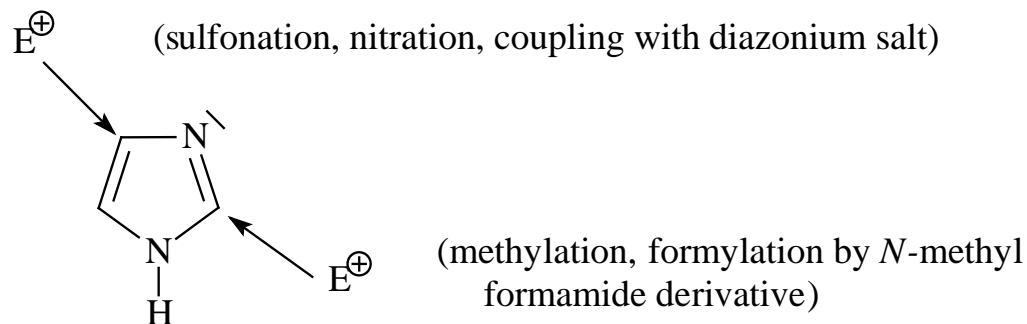 E⊕ (sulfonation, nitration, coupling with diazonium salt)
N
N
H
E⊕
(methylation, formylation by N-methyl
formamide derivative)